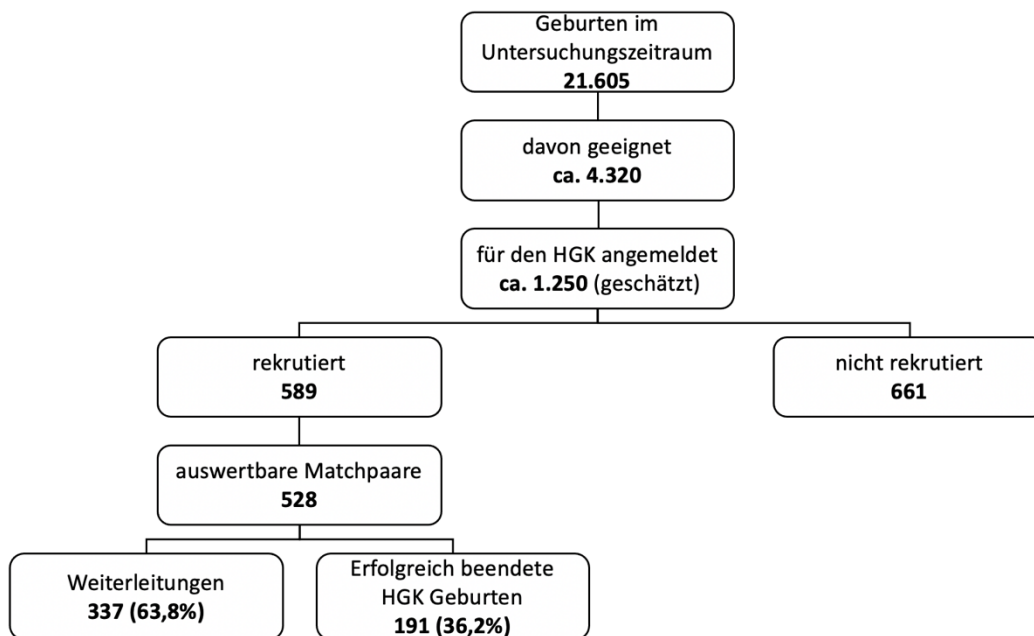 Geburten im
Untersuchungszeitraum
21.605
davon geeignet
ca. 4.320
für den HGK angemeldet
ca. 1.250 (geschätzt)
rekrutiert
589
nicht rekrutiert
661
auswertbare Matchpaare
528
Weiterleitungen
337 (63,8%)
Erfolgreich beendete
HGK Geburten
191 (36,2%)